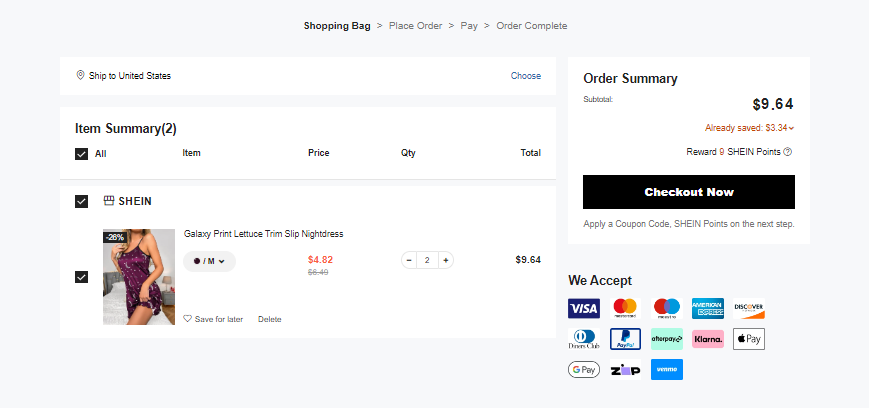 Shopping Bag > Place Order > Pay > Order Complete
Ship to United States
Choose
Item Summary(2)
All
Item
Price
Qty
Total
SHEIN
-26%
Galaxy Print Lettuce Trim Slip Nightdress
/ M
$4.82
$6.49
− 2 +
$9.64
Save for later
Delete
Order Summary
Subtotal:
$9.64
Already saved: $3.34
Reward 9 SHEIN Points ?
Checkout Now
Apply a Coupon Code, SHEIN Points on the next step.
We Accept
VISA
AMERICAN EXPRESS
DISCOVER
Diners Club
PayPal
afterpay
Klarna.
Pay
G Pay
ZIP
venmo